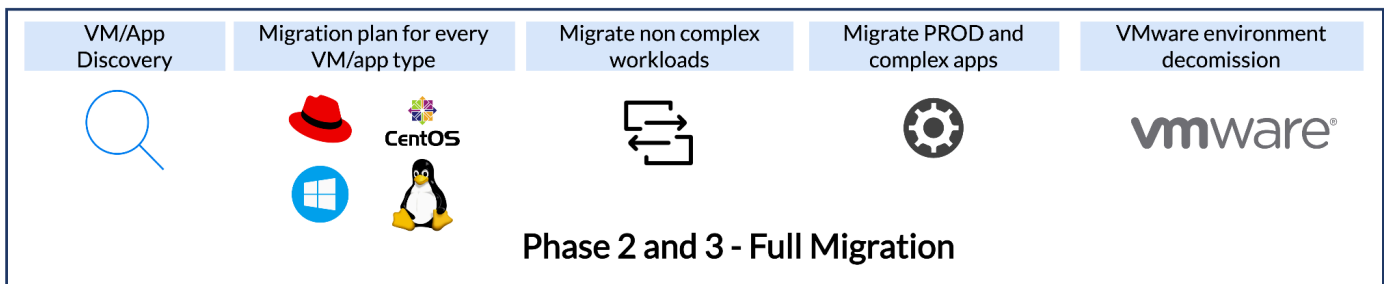 VM/App
Discovery
Migration plan for every
VM/app type
Migrate non complex
workloads
Migrate PROD and
complex apps
VMware environment
decomission
CentOS
vmware®
Phase 2 and 3 - Full Migration